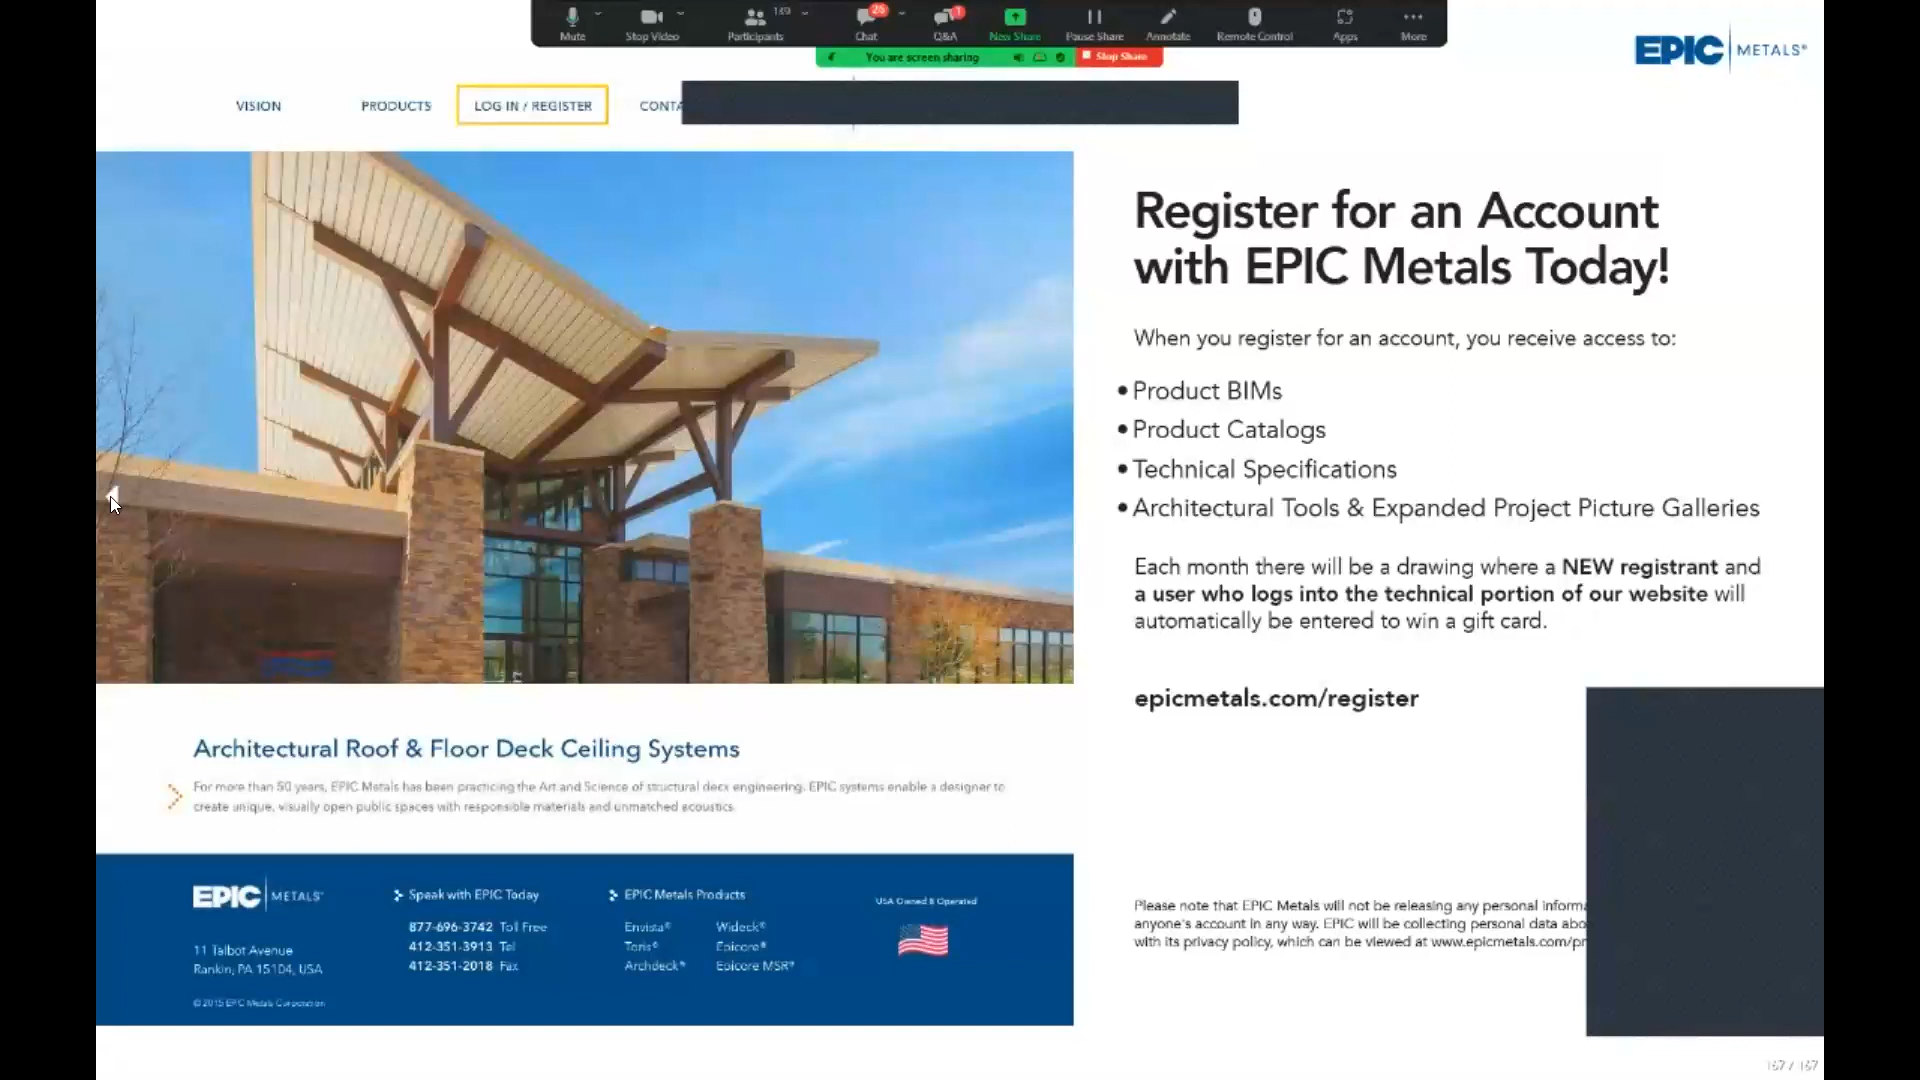 139
26
1
Mute
Stop Video
Participants
Chat
Q&A
New Share
Pause Share
Annotate
Remote Control
Apps
More
You are screen sharing
Stop Share
EPIC METALS®
VISION
PRODUCTS
LOG IN / REGISTER
CONTA
Register for an Account
with EPIC Metals Today!
When you register for an account, you receive access to:
• Product BIMs
• Product Catalogs
• Technical Specifications
• Architectural Tools & Expanded Project Picture Galleries
Each month there will be a drawing where a NEW registrant and
a user who logs into the technical portion of our website will
automatically be entered to win a gift card.
epicmetals.com/register
Architectural Roof & Floor Deck Ceiling Systems
For more than 50 years, EPIC Metals has been practicing the Art and Science of structural deck engineering. EPIC systems enable a designer to
create unique, visually open public spaces with responsible materials and unmatched acoustics.
EPIC METALS®
11 Talbot Avenue
Rankin, PA 15104, USA
© 2015 EPIC Metals Corporation
Speak with EPIC Today
877-696-3742 Toll Free
412-351-3913 Tel
412-351-2018 Fax
EPIC Metals Products
Envista® Wideck®
Toris® Epicore®
Archdeck® Epicore MSR®
USA Owned & Operated
Please note that EPIC Metals will not be releasing any personal informa
anyone's account in any way. EPIC will be collecting personal data abo
with its privacy policy, which can be viewed at www.epicmetals.com/pr
167 / 167